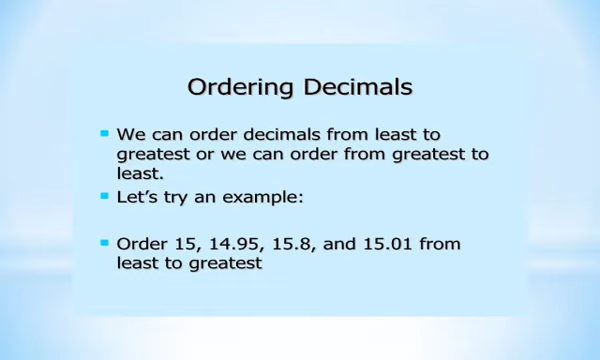 Ordering Decimals
We can order decimals from least to
greatest or we can order from greatest to
least.
Let's try an example:
Order 15, 14.95, 15.8, and 15.01 from
least to greatest